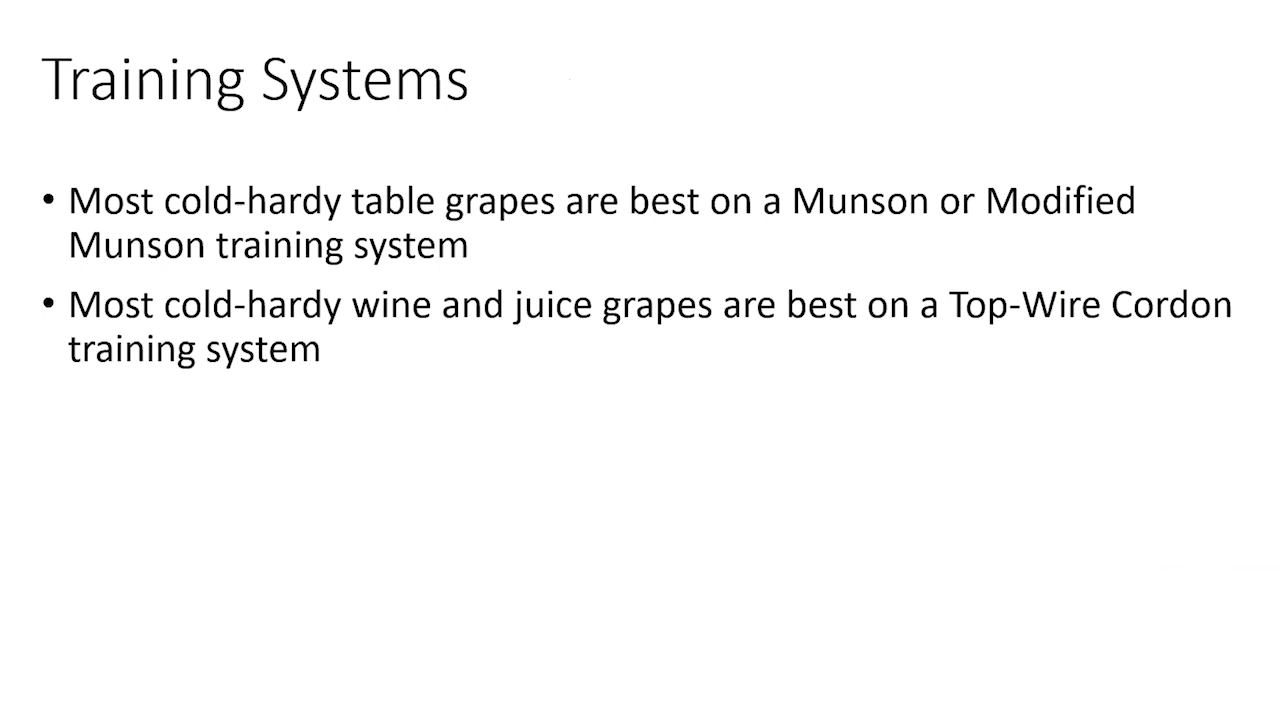 Training Systems
• Most cold-hardy table grapes are best on a Munson or Modified
Munson training system
• Most cold-hardy wine and juice grapes are best on a Top-Wire Cordon
training system